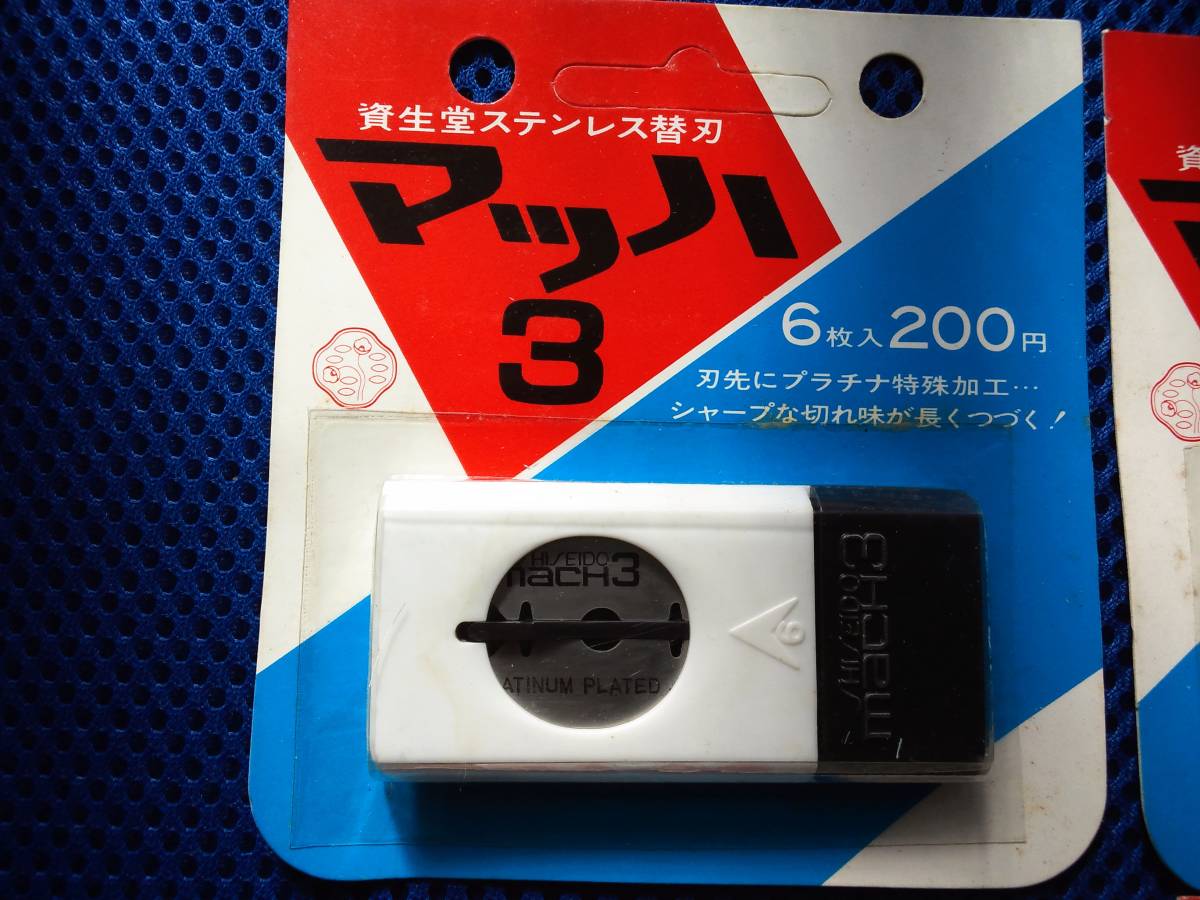 資生堂ステンレス替刃
マッハ
3
6枚入200円
刃先にプラチナ特殊加工…
シャープな切れ味が長くつづく!
HISEIDO
mACH3
ATINUM PLATED
6
SHISEIDO
mACH3
資
マ